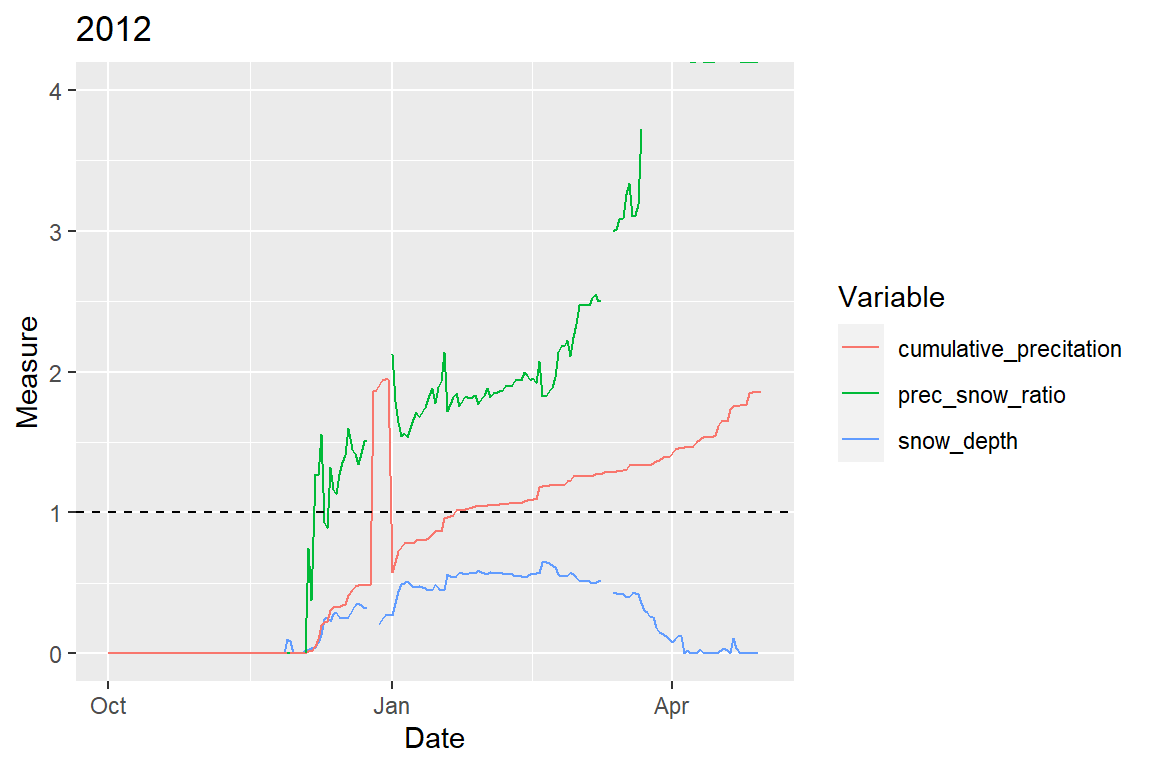 2012
4
3
2
1
0
Measure
Oct
Jan
Apr
Date
Variable
cumulative_precitation
prec_snow_ratio
snow_depth